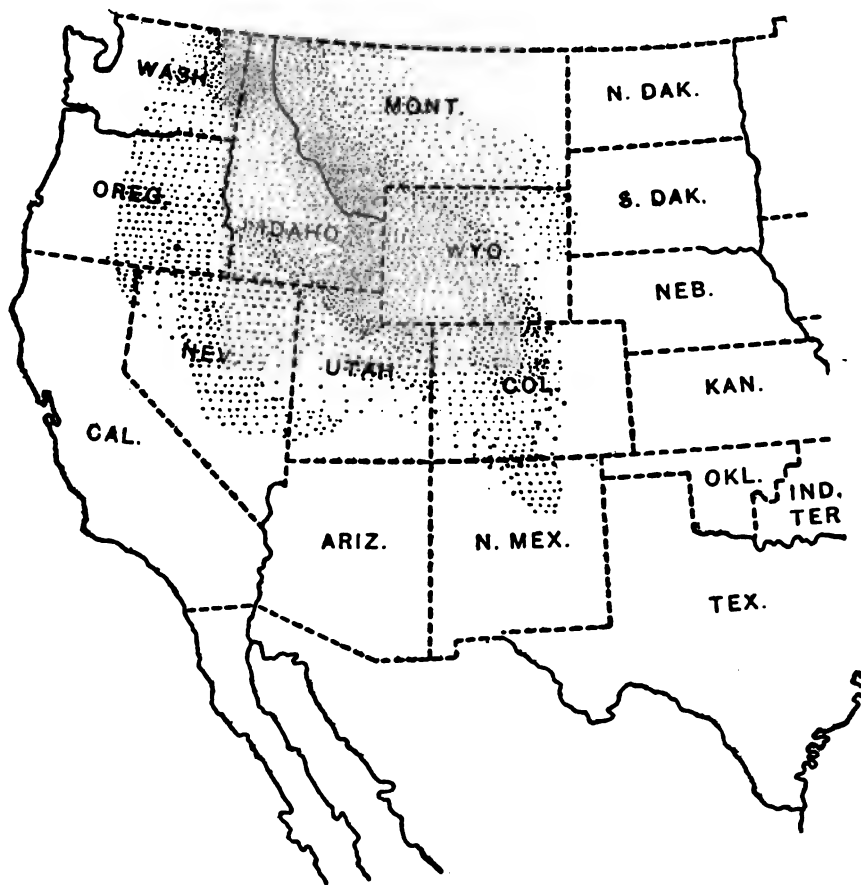 WASH.
MONT.
N. DAK.
OREG.
IDAHO
S. DAK.
WYO.
NEB.
NEV.
UTAH
COL.
KAN.
CAL.
OKL.
IND.
TER
ARIZ.
N. MEX.
TEX.